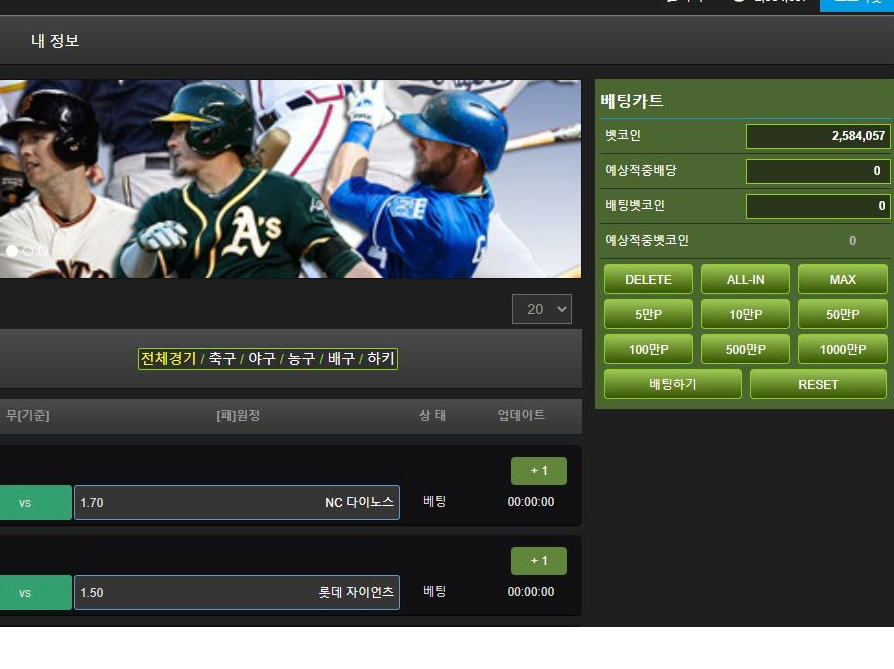 내 정보
A's
베팅카트
벳코인 2,584,057
예상적중배당 0
배팅벳코인 0
예상적중벳코인 0
DELETE ALL-IN MAX
5만P 10만P 50만P
100만P 500만P 1000만P
배팅하기 RESET
20
전체경기 / 축구 / 야구 / 농구 / 배구 / 하키
무[기준] [패]원정 상 태 업데이트
+ 1
vs 1.70 NC 다이노스 베팅 00:00:00
+ 1
vs 1.50 롯데 자이언츠 베팅 00:00:00